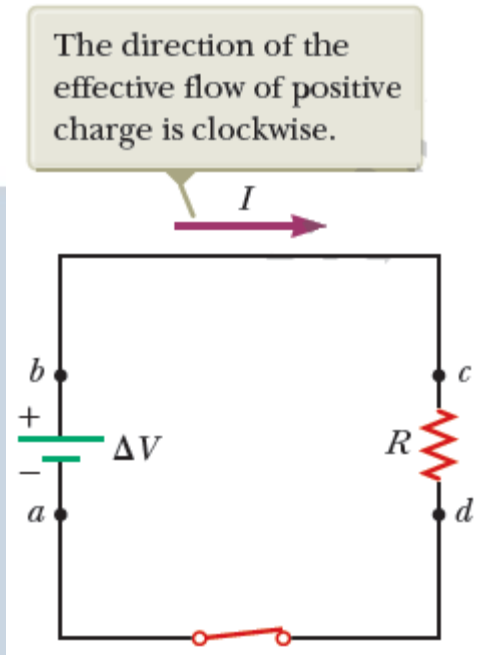 The direction of the
effective flow of positive
charge is clockwise.
I
b
c
+
ΔV
R
−
a
d